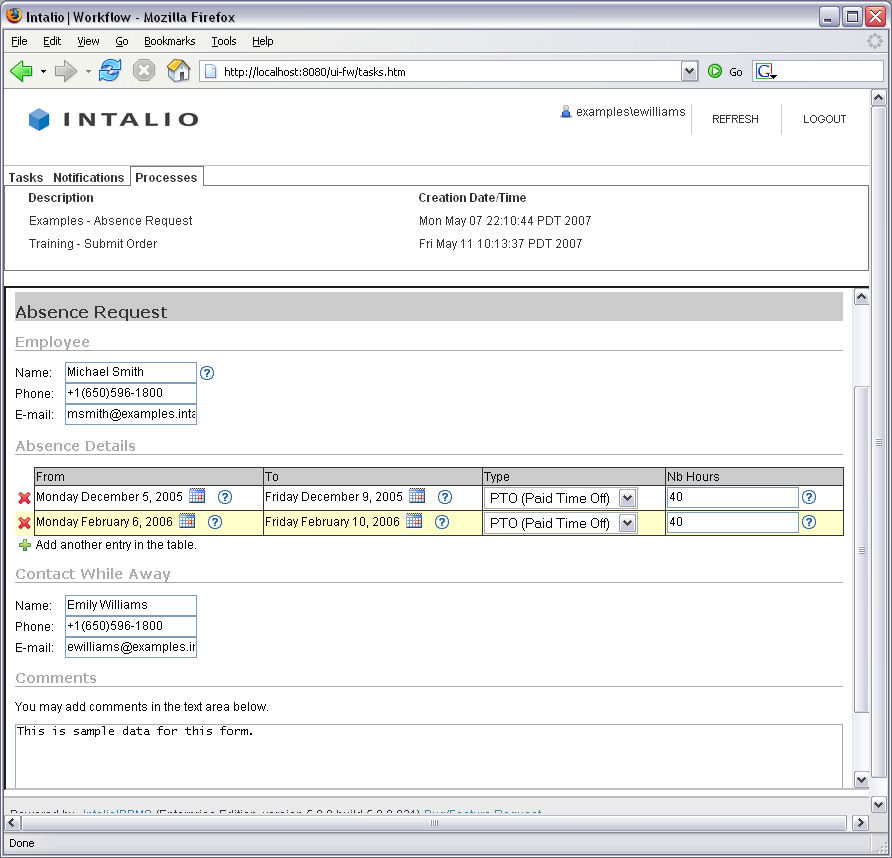 Intalio | Workflow - Mozilla Firefox
File Edit View Go Bookmarks Tools Help
http://localhost:8080/ui-fw/tasks.htm Go G
INTALIO examples\ewilliams REFRESH LOGOUT
Tasks Notifications Processes
Description Creation Date/Time
Examples - Absence Request Mon May 07 22:10:44 PDT 2007
Training - Submit Order Fri May 11 10:13:37 PDT 2007
Absence Request
Employee
Name: Michael Smith ?
Phone: +1(650)596-1800
E-mail: msmith@examples.inta
Absence Details
From To Type Nb Hours
Monday December 5, 2005 ? Friday December 9, 2005 ? PTO (Paid Time Off) 40 ?
Monday February 6, 2006 ? Friday February 10, 2006 ? PTO (Paid Time Off) 40 ?
Add another entry in the table.
Contact While Away
Name: Emily Williams
Phone: +1(650)596-1800
E-mail: ewilliams@examples.in
Comments
You may add comments in the text area below.
This is sample data for this form.
Done